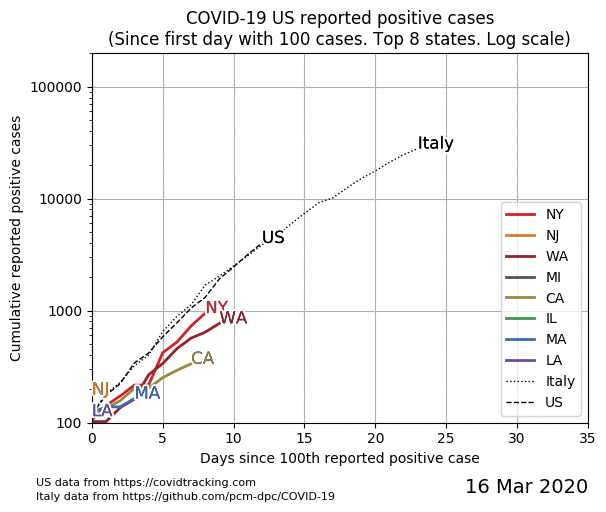 COVID-19 US reported positive cases
(Since first day with 100 cases. Top 8 states. Log scale)
Cumulative reported positive cases
100000
10000
1000
100
Italy
US
NY
WA
CA
NJ
MA
LA
NY
NJ
WA
MI
CA
IL
MA
LA
Italy
US
0 5 10 15 20 25 30 35
Days since 100th reported positive case
US data from https://covidtracking.com
Italy data from https://github.com/pcm-dpc/COVID-19
16 Mar 2020